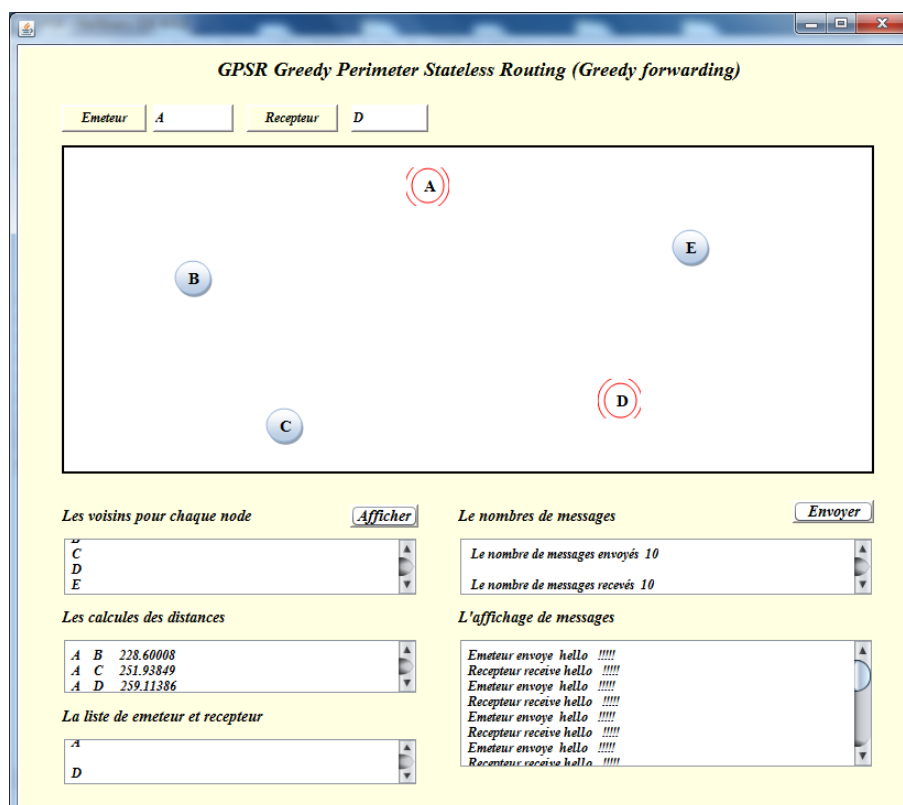 GPSR Greedy Perimeter Stateless Routing (Greedy forwarding)
Emeteur A Recepteur D
A
E
B
D
C
Les voisins pour chaque node Afficher
B
C
D
E
Le nombres de messages Envoyer
Le nombre de messages envoyés 10
Le nombre de messages recevés 10
Les calcules des distances
A B 228.60008
A C 251.93849
A D 259.11386
La liste de emeteur et recepteur
A
D
L'affichage de messages
Emeteur envoye hello !!!!!
Recepteur receive hello !!!!!
Emeteur envoye hello !!!!!
Recepteur receive hello !!!!!
Emeteur envoye hello !!!!!
Recepteur receive hello !!!!!
Emeteur envoye hello !!!!!
Recepteur receive hello !!!!!